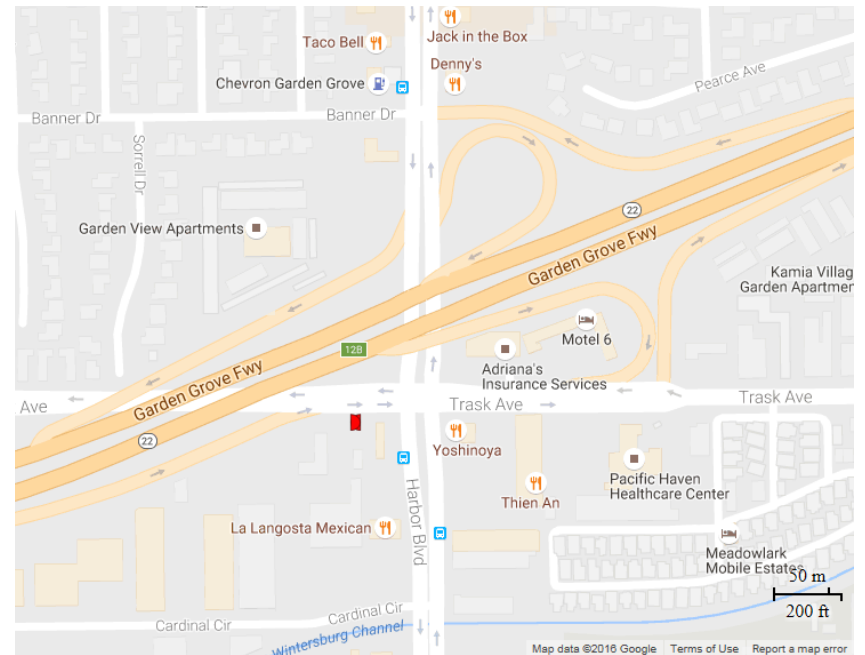 Taco Bell
Jack in the Box
Chevron Garden Grove
Denny's
Pearce Ave
Banner Dr
Banner Dr
Sorrell Dr
22
Garden View Apartments
Garden Grove Fwy
Kamia Villag
Garden Apartmen
Motel 6
12B
Adriana's
Insurance Services
Garden Grove Fwy
Ave
Trask Ave
Trask Ave
22
Yoshinoya
Pacific Haven
Healthcare Center
Thien An
Harbor Blvd
La Langosta Mexican
Meadowlark
Mobile Estates
50 m
200 ft
Cardinal Cir
Cardinal Cir
Wintersburg Channel
Map data ©2016 Google
Terms of Use
Report a map error